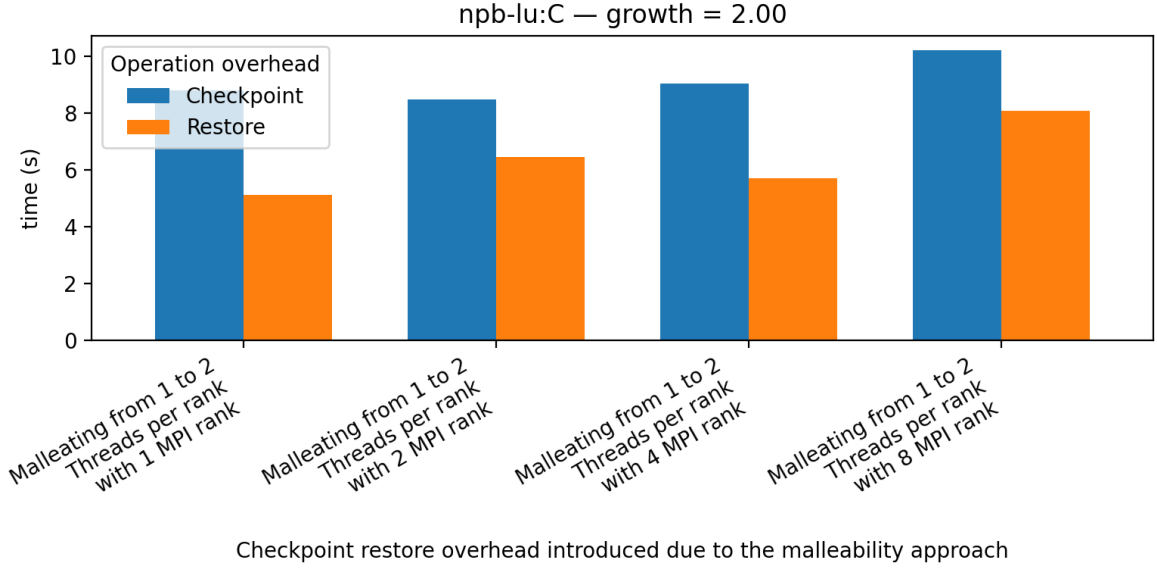 npb-lu:C — growth = 2.00
time (s)
10
8
6
4
2
0
Operation overhead
Checkpoint
Restore
Malleating from 1 to 2
Threads per rank
with 1 MPI rank
Malleating from 1 to 2
Threads per rank
with 2 MPI rank
Malleating from 1 to 2
Threads per rank
with 4 MPI rank
Malleating from 1 to 2
Threads per rank
with 8 MPI rank
Checkpoint restore overhead introduced due to the malleability approach